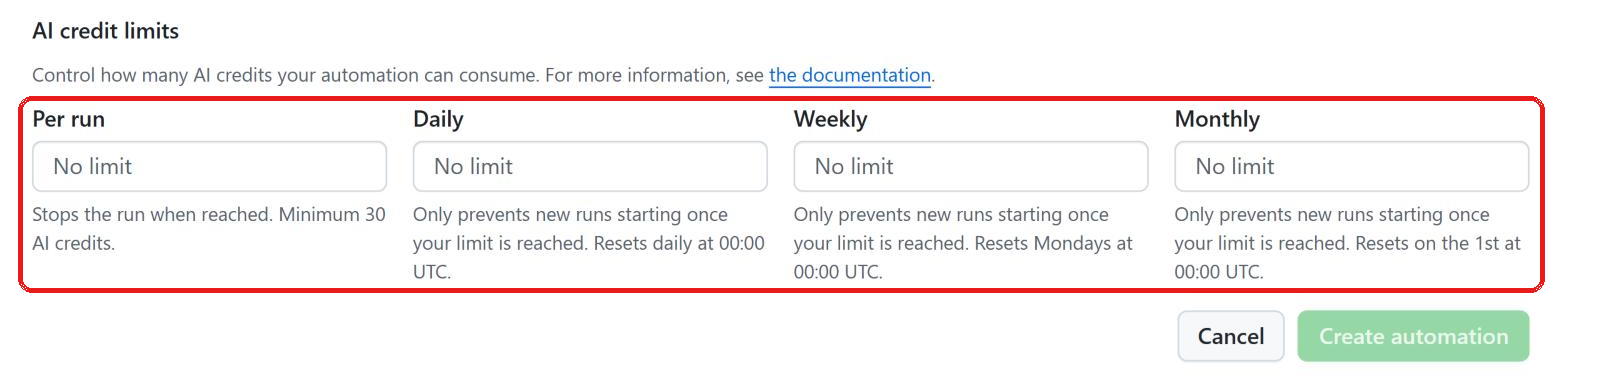 AI credit limits
Control how many AI credits your automation can consume. For more information, see the documentation.
Per run
No limit
Stops the run when reached. Minimum 30
AI credits.
Daily
No limit
Only prevents new runs starting once
your limit is reached. Resets daily at 00:00
UTC.
Weekly
No limit
Only prevents new runs starting once
your limit is reached. Resets Mondays at
00:00 UTC.
Monthly
No limit
Only prevents new runs starting once
your limit is reached. Resets on the 1st at
00:00 UTC.
Cancel
Create automation